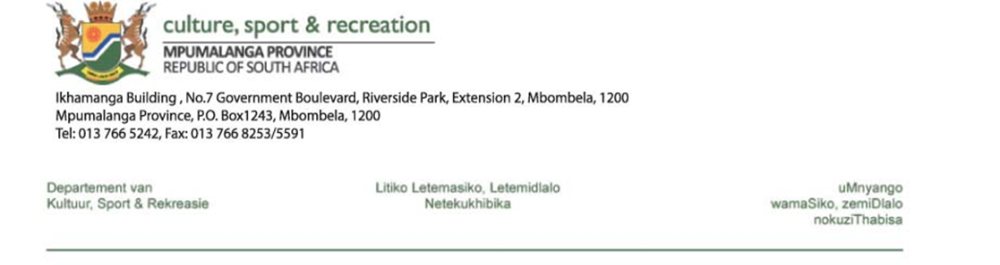 culture, sport & recreation
MPUMALANGA PROVINCE
REPUBLIC OF SOUTH AFRICA
Ikhamanga Building , No.7 Government Boulevard, Riverside Park, Extension 2, Mbombela, 1200
Mpumalanga Province, P.O. Box1243, Mbombela, 1200
Tel: 013 766 5242, Fax: 013 766 8253/5591
Departement van
Kultuur, Sport & Rekreasie
Litiko Letemasiko, Letemidlalo
Netekukhibika
uMnyango
wamaSiko, zemiDlalo
nokuziThabisa